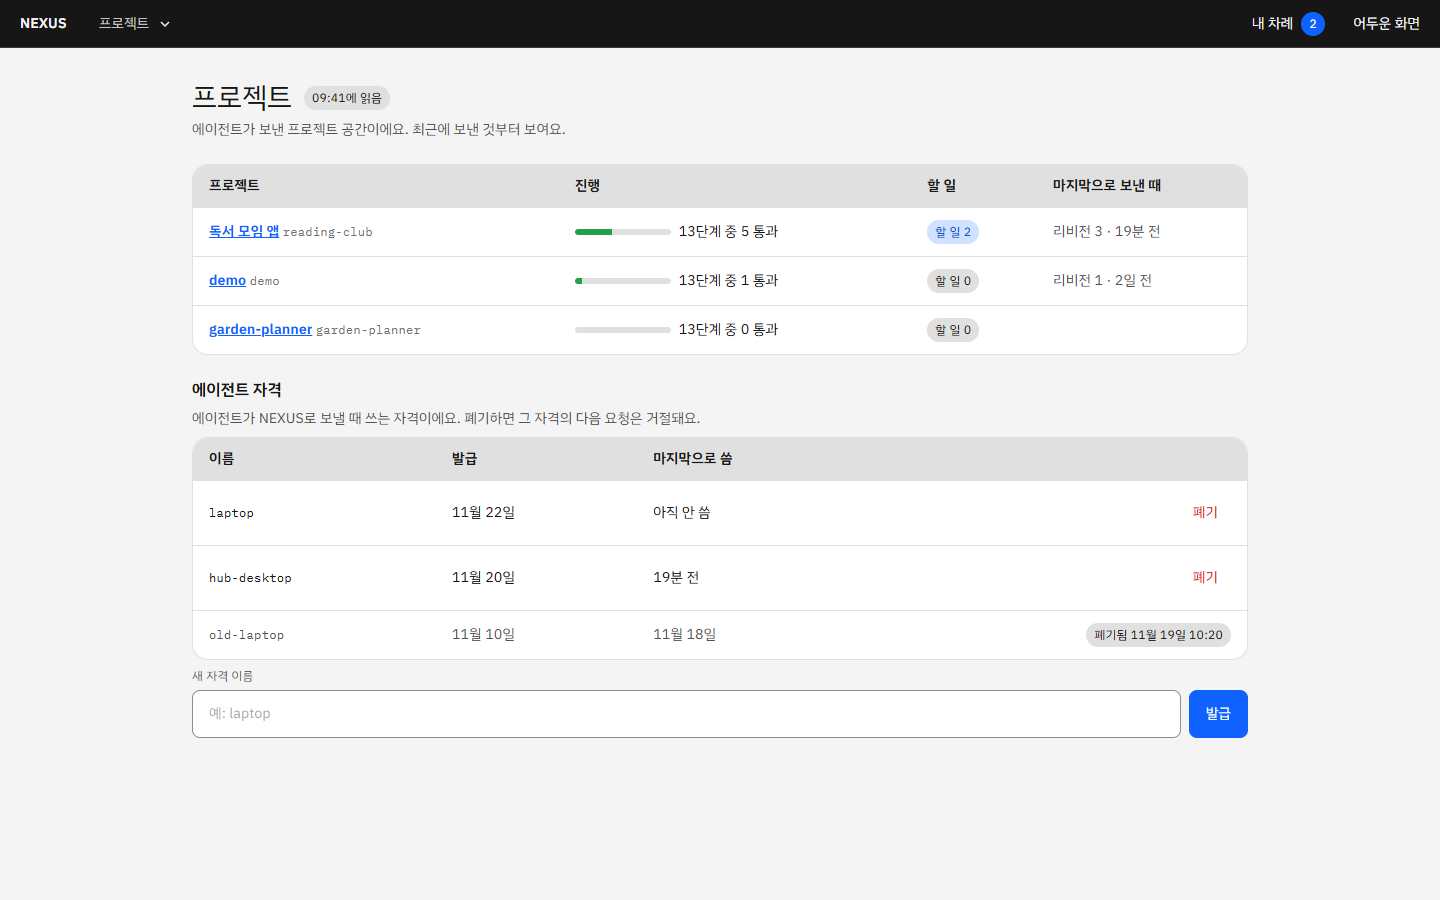 NEXUS 프로젝트 내 차례 2 어두운 화면
프로젝트 09:41에 읽음
에이전트가 보낸 프로젝트 공간이에요. 최근에 보낸 것부터 보여요.
프로젝트 진행 할 일 마지막으로 보낸 때
독서 모임 앱 reading-club 13단계 중 5 통과 할 일 2 리비전 3 · 19분 전
demo demo 13단계 중 1 통과 할 일 0 리비전 1 · 2일 전
garden-planner garden-planner 13단계 중 0 통과 할 일 0
에이전트 자격
에이전트가 NEXUS로 보낼 때 쓰는 자격이에요. 폐기하면 그 자격의 다음 요청은 거절돼요.
이름 발급 마지막으로 씀
laptop 11월 22일 아직 안 씀 폐기
hub-desktop 11월 20일 19분 전 폐기
old-laptop 11월 10일 11월 18일 폐기됨 11월 19일 10:20
새 자격 이름
예: laptop 발급